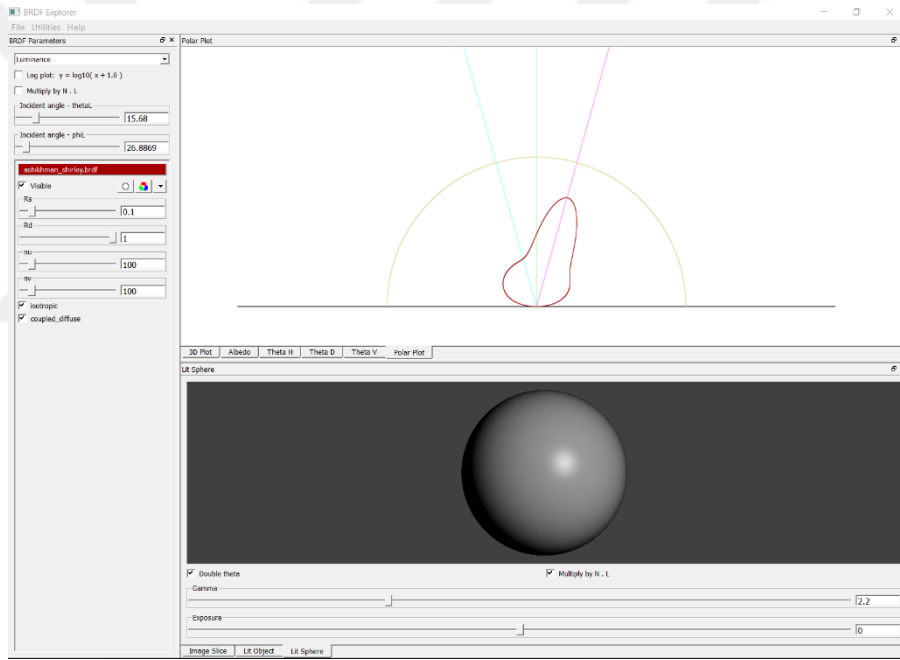 BRDF Explorer
File Utilities Help
BRDF Parameters
Luminance
Log plot: y = log10( x + 1.0 )
Multiply by N . L
Incident angle - thetaL
15.68
Incident angle - phiL
26.8869
ashikhman_shirley.brdf
Visible
Rs
0.1
Rd
1
nu
100
nv
100
isotropic
coupled_diffuse
Polar Plot
3D Plot Albedo Theta H Theta D Theta V Polar Plot
Lit Sphere
Double theta Multiply by N . L
Gamma
2.2
Exposure
0
Image Slice Lit Object Lit Sphere